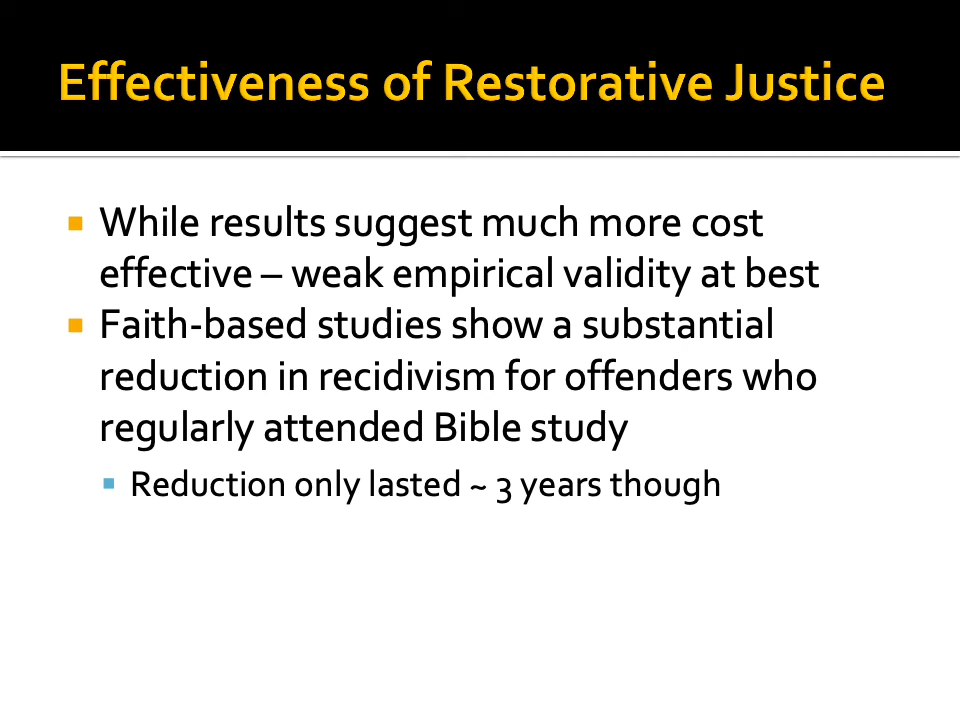 Effectiveness of Restorative Justice
While results suggest much more cost
effective – weak empirical validity at best
Faith-based studies show a substantial
reduction in recidivism for offenders who
regularly attended Bible study
Reduction only lasted ~ 3 years though